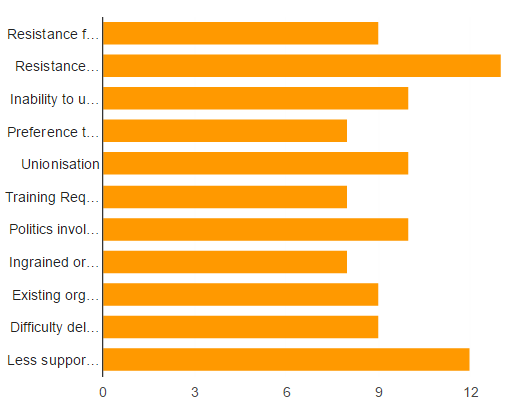 Resistance f…
Resistance…
Inability to u…
Preference t…
Unionisation
Training Req…
Politics invol…
Ingrained or…
Existing org…
Difficulty del…
Less suppor…
0 3 6 9 12